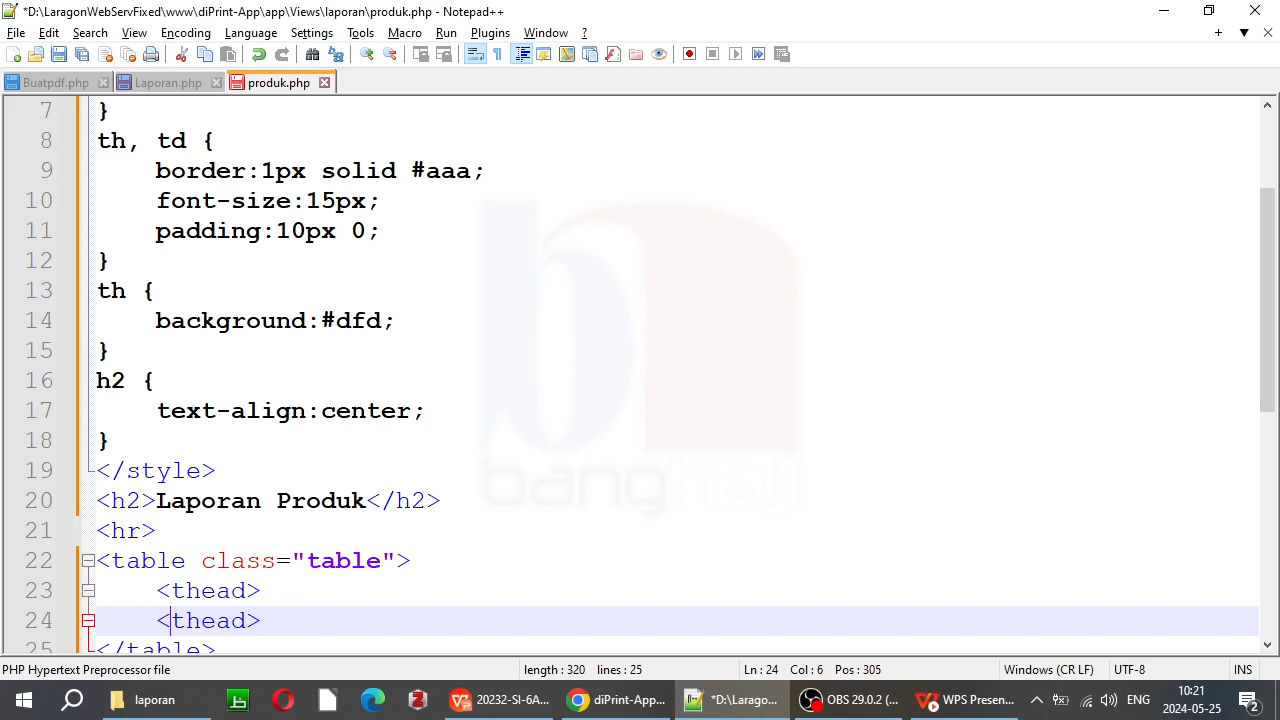 *D:\LaragonWebServFixed\www\diPrint-App\app\Views\laporan\produk.php - Notepad++
File Edit Search View Encoding Language Settings Tools Macro Run Plugins Window ?
Buatpdf.php Laporan.php produk.php
7 }
8 th, td {
9 border:1px solid #aaa;
10 font-size:15px;
11 padding:10px 0;
12 }
13 th {
14 background:#dfd;
15 }
16 h2 {
17 text-align:center;
18 }
19 </style>
20 <h2>Laporan Produk</h2>
21 <hr>
22 <table class="table">
23 <thead>
24 <thead>
25 </table>
banghaji
PHP Hypertext Preprocessor file length : 320 lines : 25 Ln : 24 Col : 6 Pos : 305 Windows (CR LF) UTF-8 INS
laporan 20232-SI-6A... diPrint-App... *D:\Larago... OBS 29.0.2 (... WPS Presen... ENG 10:21
2024-05-25 2